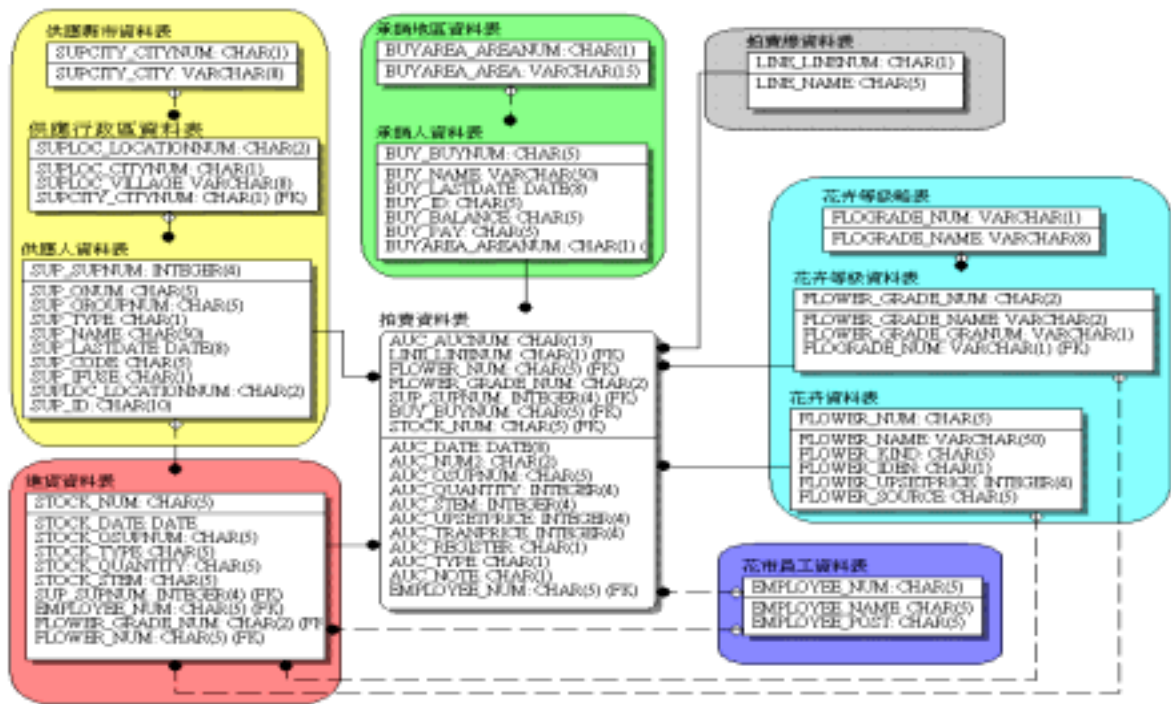 供應縣市資料表
SUPCITY_CITYNUM: CHAR(1)
SUPCITY_CITY: VARCHAR(8)
供應行政區資料表
SUPLOC_LOCATIONNUM: CHAR(2)
SUPLOC_CITYNUM: CHAR(1)
SUPLOC_VILLAGE: VARCHAR(8)
SUPCITY_CITYNUM: CHAR(1) (FK)
供應人資料表
SUP_SUPNUM: INTEGER(4)
SUP_ONUM: CHAR(5)
SUP_GROUPNUM: CHAR(5)
SUP_TYPE: CHAR(1)
SUP_NAME: CHAR(50)
SUP_LASTDATE: DATE(8)
SUP_CODE: CHAR(5)
SUP_IFUSE: CHAR(1)
SUPLOC_LOCATIONNUM: CHAR(2)
SUP_ID: CHAR(10)
進貨資料表
STOCK_NUM: CHAR(5)
STOCK_DATE: DATE
STOCK_OSUPNUM: CHAR(5)
STOCK_TYPE: CHAR(5)
STOCK_QUANTITY: CHAR(5)
STOCK_STEM: CHAR(5)
SUP_SUPNUM: INTEGER(4) (FK)
EMPLOYEE_NUM: CHAR(5) (FK)
FLOWER_GRADE_NUM: CHAR(2) (FK
FLOWER_NUM: CHAR(5) (FK)
承銷地區資料表
BUYAREA_AREANUM: CHAR(1)
BUYAREA_AREA: VARCHAR(15)
承銷人資料表
BUY_BUYNUM: CHAR(5)
BUY_NAME: VARCHAR(50)
BUY_LASTDATE: DATE(8)
BUY_ID: CHAR(5)
BUY_BALANCE: CHAR(5)
BUY_PAY: CHAR(5)
BUYAREA_AREANUM: CHAR(1) (
拍賣資料表
AUC_AUCNUM: CHAR(13)
LINE_LINENUM: CHAR(1) (FK)
FLOWER_NUM: CHAR(5) (FK)
FLOWER_GRADE_NUM: CHAR(2)
SUP_SUPNUM: INTEGER(4) (FK)
BUY_BUYNUM: CHAR(5) (FK)
STOCK_NUM: CHAR(5) (FK)
AUC_DATE: DATE(8)
AUC_NUM2: CHAR(2)
AUC_OSUPNUM: CHAR(5)
AUC_QUANTITY: INTEGER(4)
AUC_STEM: INTEGER(4)
AUC_UPSETPRICE: INTEGER(4)
AUC_TRANPRICE: INTEGER(4)
AUC_REGISTER: CHAR(1)
AUC_TYPE: CHAR(1)
AUC_NOTE: CHAR(1)
EMPLOYEE_NUM: CHAR(5) (FK)
拍賣線資料表
LINE_LINENUM: CHAR(1)
LINE_NAME: CHAR(5)
花卉等級略表
FLOGRADE_NUM: VARCHAR(1)
FLOGRADE_NAME: VARCHAR(8)
花卉等級資料表
FLOWER_GRADE_NUM: CHAR(2)
FLOWER_GRADE_NAME: VARCHAR(2)
FLOWER_GRADE_GRANUM: VARCHAR(1)
FLOGRADE_NUM: VARCHAR(1) (FK)
花卉資料表
FLOWER_NUM: CHAR(5)
FLOWER_NAME: VARCHAR(50)
FLOWER_KIND: CHAR(5)
FLOWER_IDEN: CHAR(1)
FLOWER_UPSETPRICE: INTEGER(4)
FLOWER_SOURCE: CHAR(5)
花市員工資料表
EMPLOYEE_NUM: CHAR(5)
EMPLOYEE_NAME: CHAR(5)
EMPLOYEE_POST: CHAR(5)